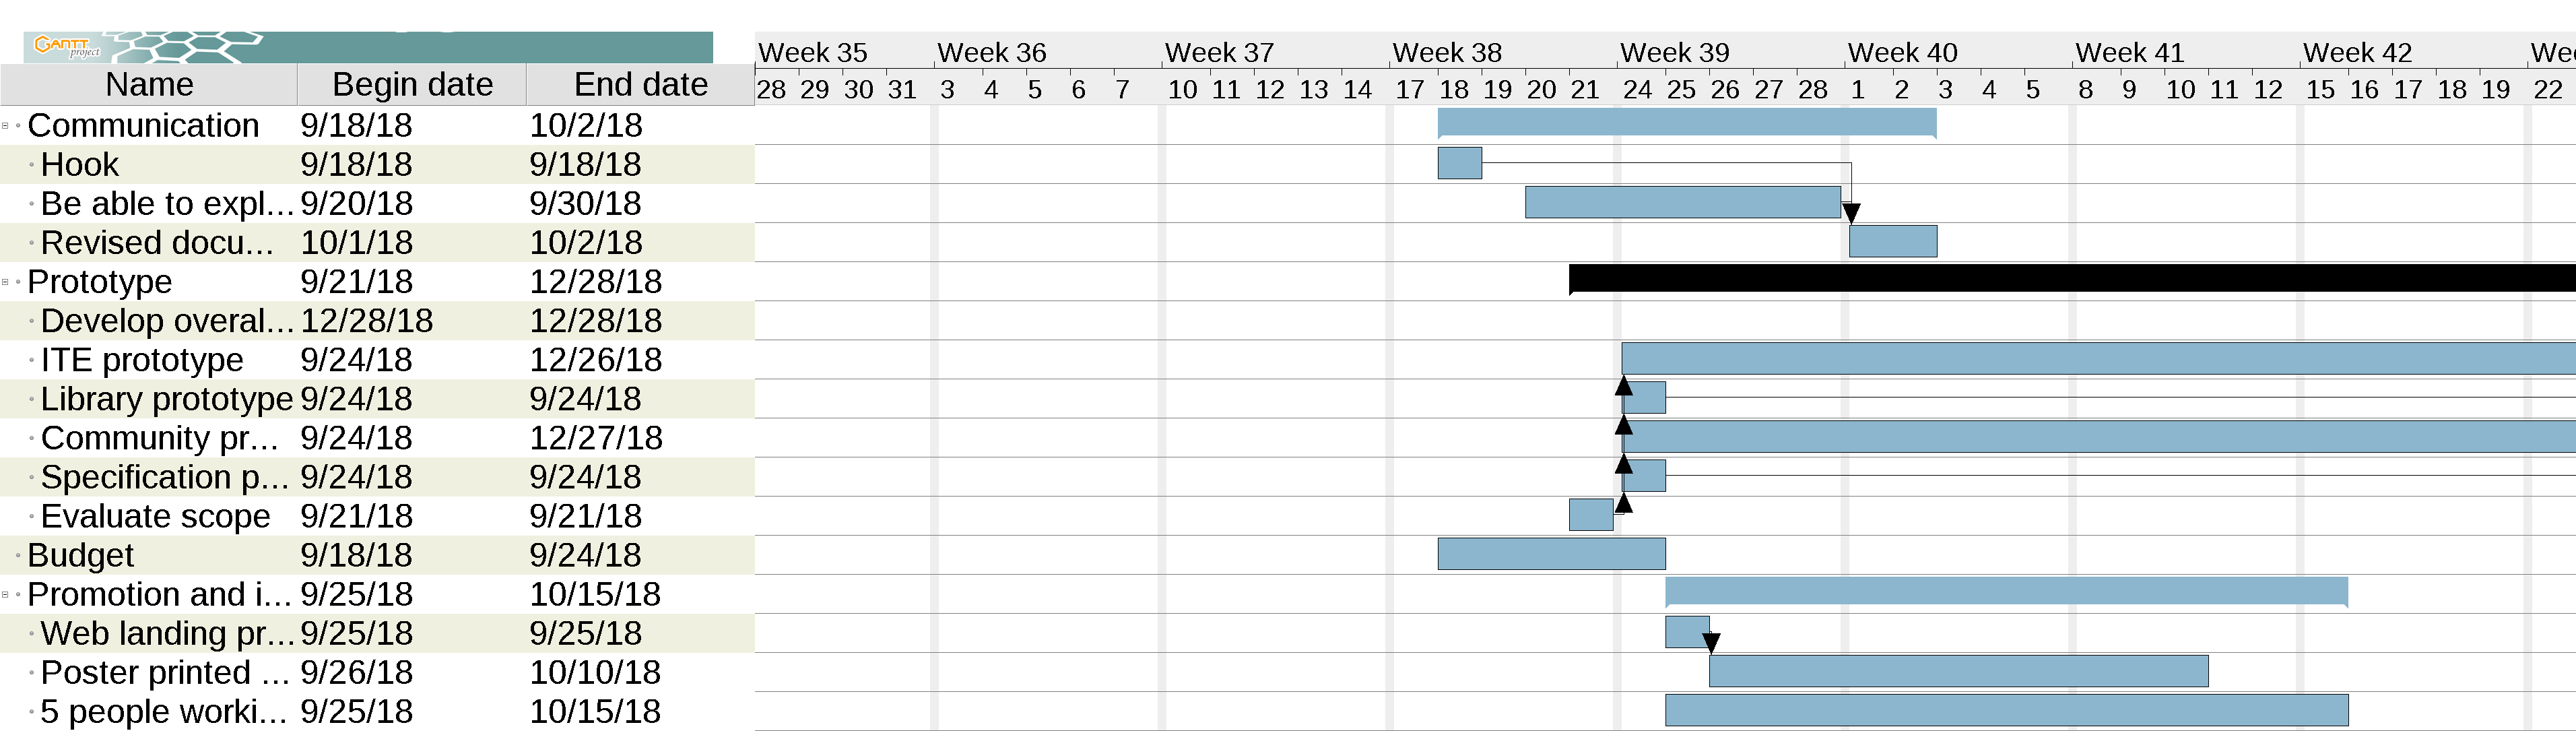 GANTT project
Week 35 Week 36 Week 37 Week 38 Week 39 Week 40 Week 41 Week 42 Wee
Name Begin date End date
28 29 30 31 3 4 5 6 7 10 11 12 13 14 17 18 19 20 21 24 25 26 27 28 1 2 3 4 5 8 9 10 11 12 15 16 17 18 19 22
Communication 9/18/18 10/2/18
Hook 9/18/18 9/18/18
Be able to expl... 9/20/18 9/30/18
Revised docu... 10/1/18 10/2/18
Prototype 9/21/18 12/28/18
Develop overal... 12/28/18 12/28/18
ITE prototype 9/24/18 12/26/18
Library prototype 9/24/18 9/24/18
Community pr... 9/24/18 12/27/18
Specification p... 9/24/18 9/24/18
Evaluate scope 9/21/18 9/21/18
Budget 9/18/18 9/24/18
Promotion and i... 9/25/18 10/15/18
Web landing pr... 9/25/18 9/25/18
Poster printed ... 9/26/18 10/10/18
5 people worki... 9/25/18 10/15/18